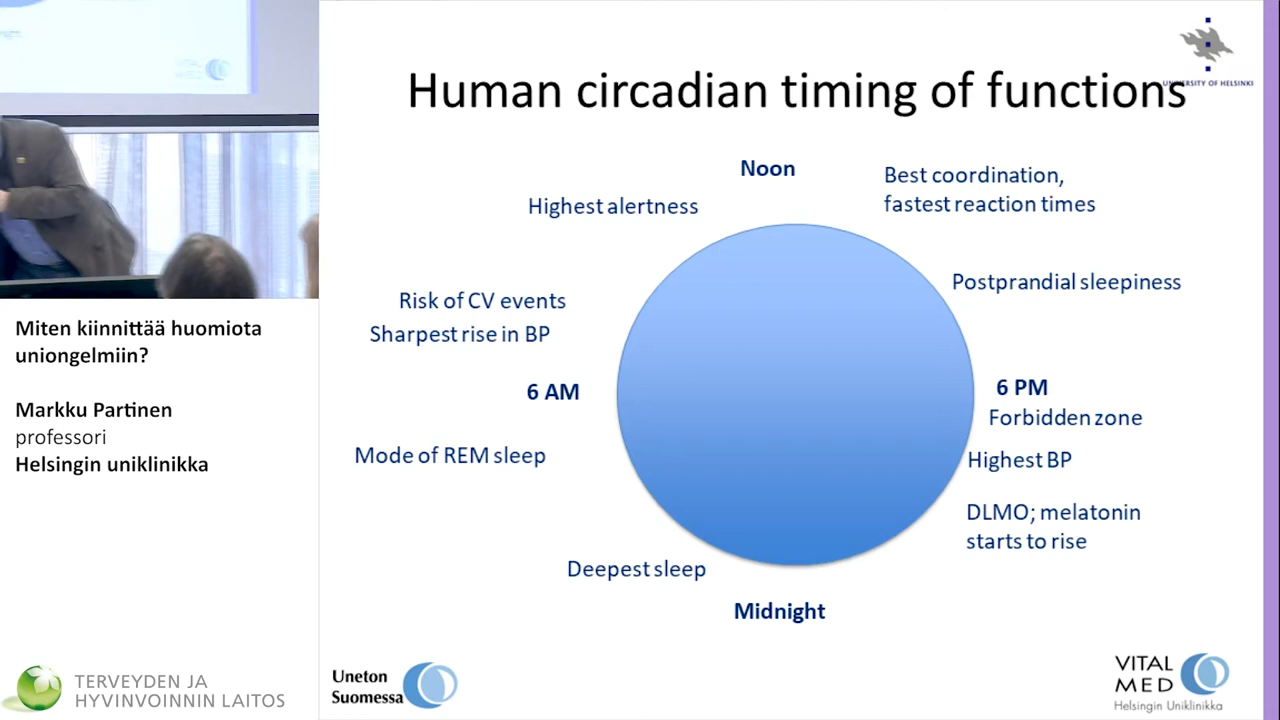 Human circadian timing of functions
UNIVERSITY OF HELSINKI
Noon
Best coordination,
fastest reaction times
Highest alertness
Postprandial sleepiness
Risk of CV events
Sharpest rise in BP
6 AM
6 PM
Forbidden zone
Mode of REM sleep
Highest BP
DLMO; melatonin
starts to rise
Deepest sleep
Midnight
Uneton
Suomessa
VITAL
MED
Helsingin Uniklinikka
Miten kiinnittää huomiota
uniongelmiin?
Markku Partinen
professori
Helsingin uniklinikka
TERVEYDEN JA
HYVINVOINNIN LAITOS